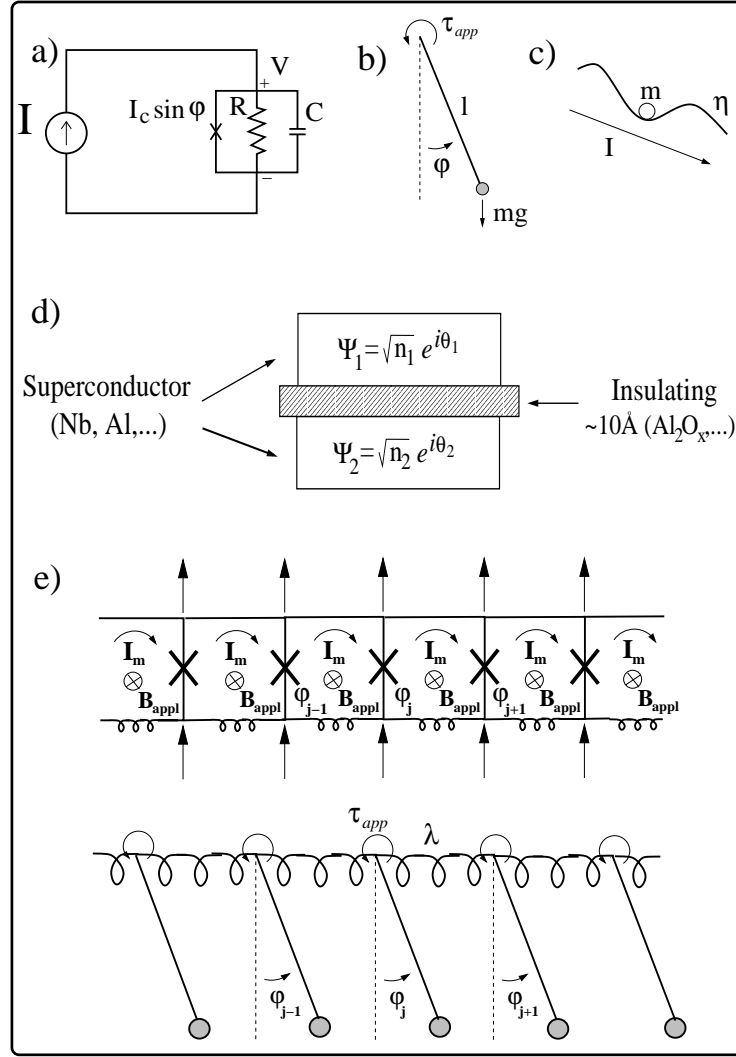 a)
I
I_c sin φ
R
V
+
−
C
b)
τ_app
l
φ
mg
c)
m
η
I
d)
Ψ_1=√n_1 e^{iθ_1}
Superconductor
(Nb, Al,...)
Ψ_2=√n_2 e^{iθ_2}
Insulating
~10Å (Al_2O_x,...)
e)
I_m I_m I_m I_m I_m I_m
B_appl B_appl φ_{j-1} B_appl φ_j B_appl φ_{j+1} B_appl B_appl
τ_app
λ
φ_{j-1} φ_j φ_{j+1}